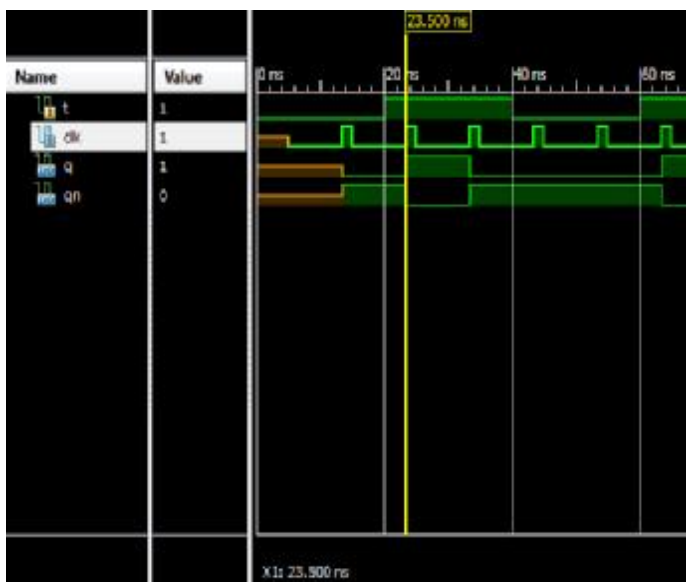 23.500 ns
Name Value
0 ns 20 ns 40 ns 60 ns
t 1
clk 1
q 1
qn 0
X1: 23.500 ns